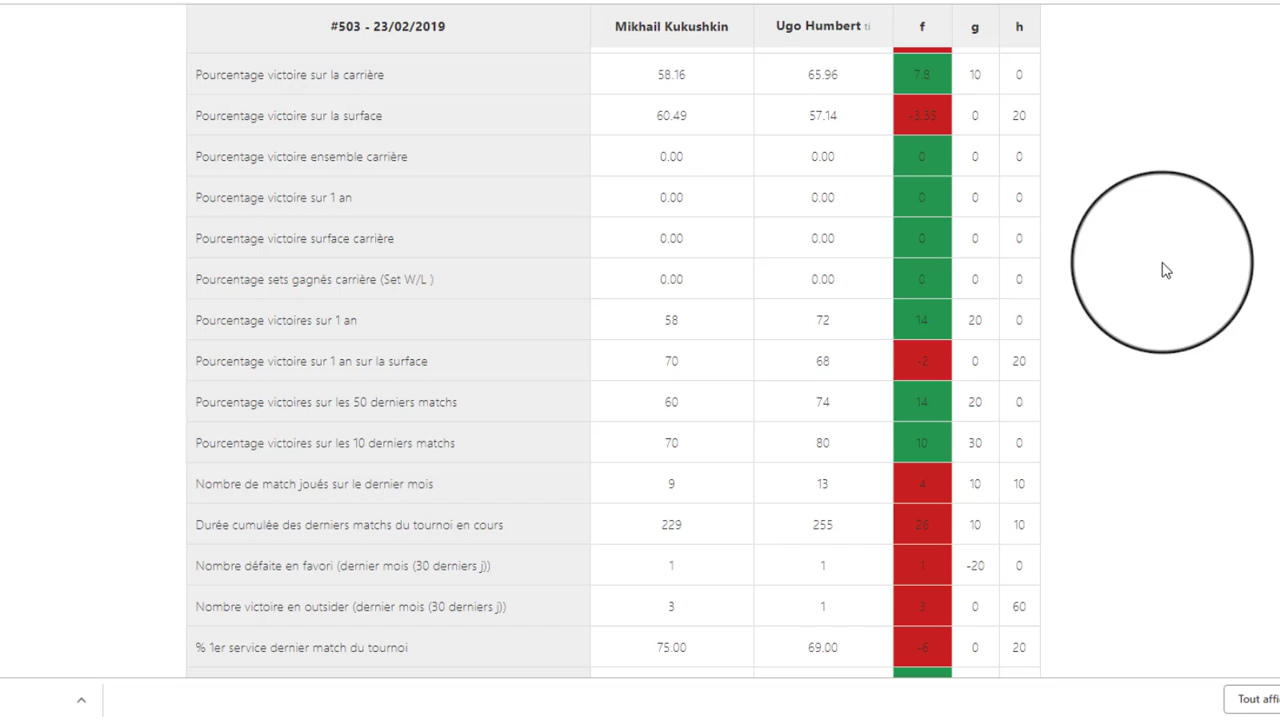 #503 - 23/02/2019 Mikhail Kukushkin Ugo Humbert ti f g h
Pourcentage victoire sur la carrière 58.16 65.96 7.8 10 0
Pourcentage victoire sur la surface 60.49 57.14 -3.35 0 20
Pourcentage victoire ensemble carrière 0.00 0.00 0 0 0
Pourcentage victoire sur 1 an 0.00 0.00 0 0 0
Pourcentage victoire surface carrière 0.00 0.00 0 0 0
Pourcentage sets gagnés carrière (Set W/L ) 0.00 0.00 0 0 0
Pourcentage victoires sur 1 an 58 72 14 20 0
Pourcentage victoire sur 1 an sur la surface 70 68 -2 0 20
Pourcentage victoires sur les 50 derniers matchs 60 74 14 20 0
Pourcentage victoires sur les 10 derniers matchs 70 80 10 30 0
Nombre de match joués sur le dernier mois 9 13 4 10 10
Durée cumulée des derniers matchs du tournoi en cours 229 255 26 10 10
Nombre défaite en favori (dernier mois (30 derniers j)) 1 1 1 -20 0
Nombre victoire en outsider (dernier mois (30 derniers j)) 3 1 3 0 60
% 1er service dernier match du tournoi 75.00 69.00 -6 0 20
Tout affi